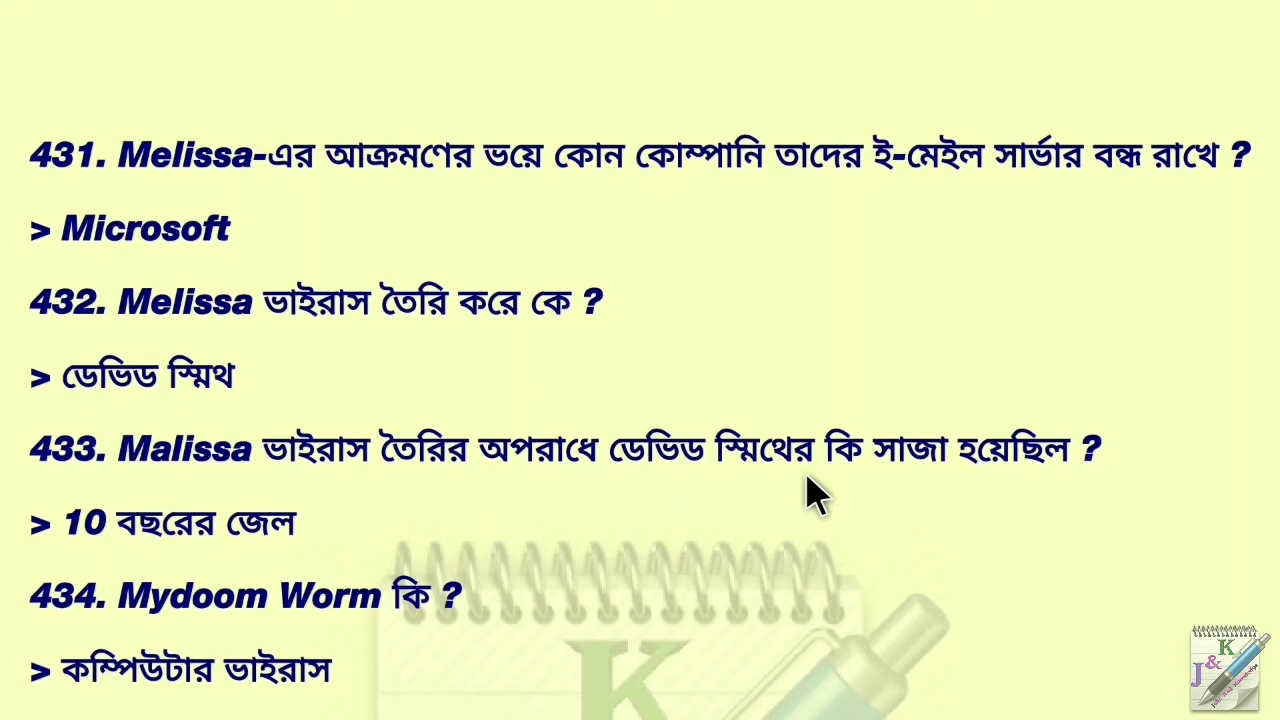 431. Melissa-এর আক্রমণের ভয়ে কোন কোম্পানি তাদের ই-মেইল সার্ভার বন্ধ রাখে ?
> Microsoft
432. Melissa ভাইরাস তৈরি করে কে ?
> ডেভিড স্মিথ
433. Malissa ভাইরাস তৈরির অপরাধে ডেভিড স্মিথের কি সাজা হয়েছিল ?
> 10 বছরের জেল
434. Mydoom Worm কি ?
> কম্পিউটার ভাইরাস
K
J & K